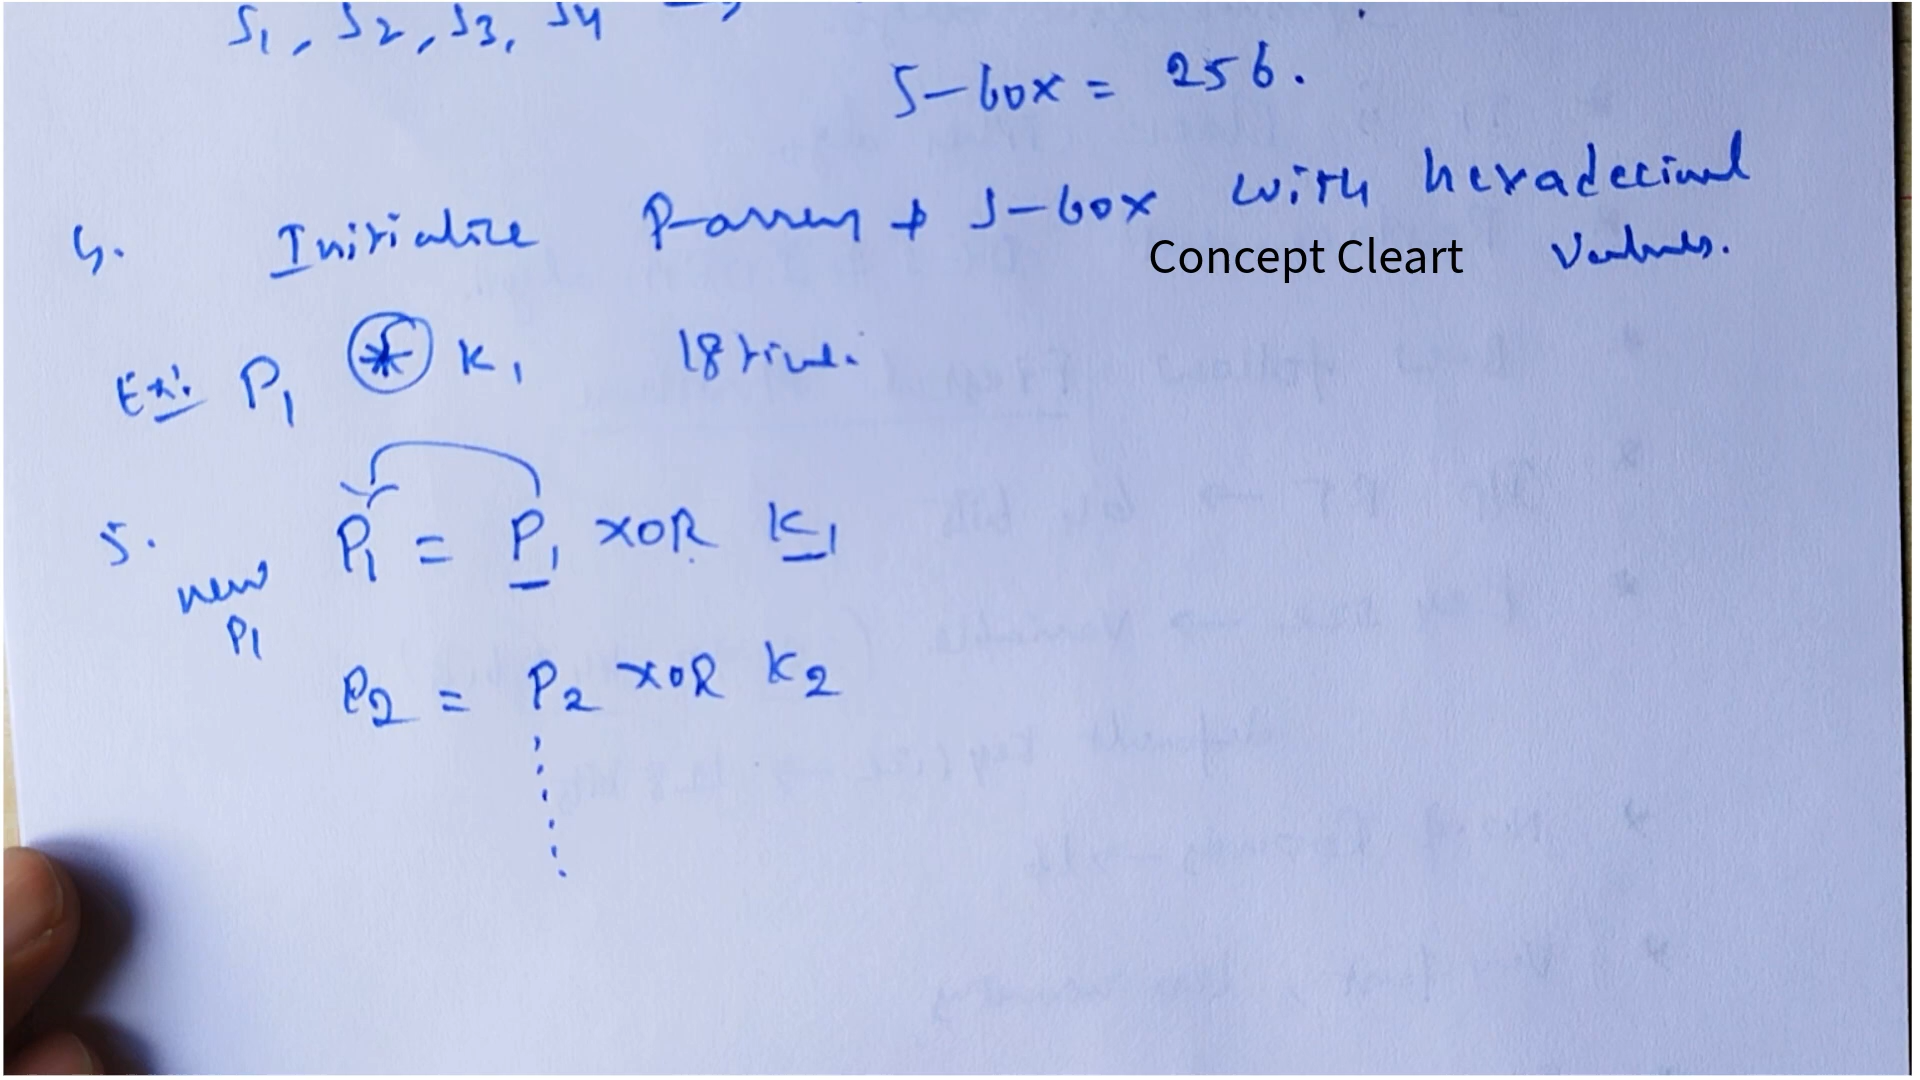 S1, S2, S3, S4 →
S-box = 256.
4. Initialize P-array & S-box with hexadecimal
Concept Cleart
values.
Ex: P1 * K1 18 time.
5. P1 = P1 XOR K1
new
P1
P2 = P2 XOR K2